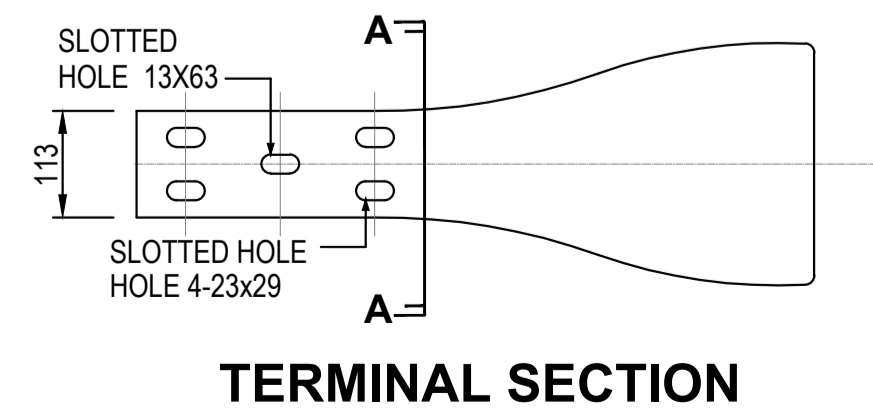 A
SLOTTED
HOLE 13X63
113
SLOTTED HOLE
HOLE 4-23x29
A
TERMINAL SECTION